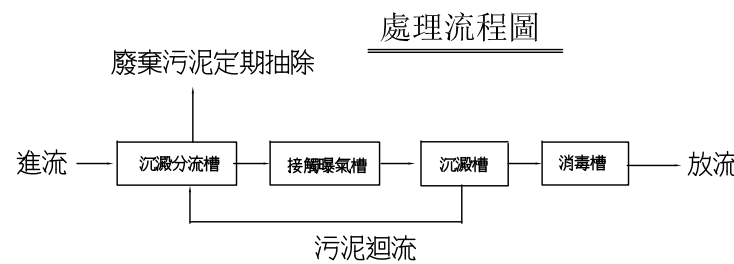 處理流程圖
廢棄污泥定期抽除
進流
沉澱分流槽
接觸曝氣槽
沉澱槽
消毒槽
放流
污泥迴流